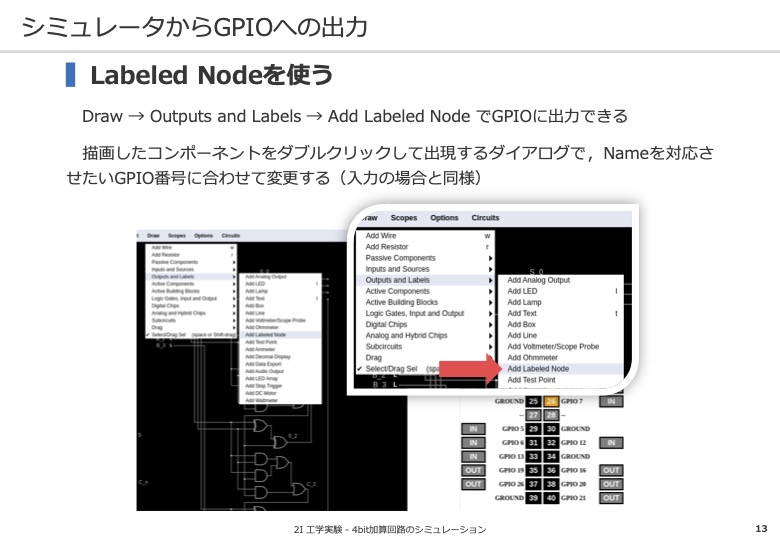 シミュレータからGPIOへの出力
Labeled Nodeを使う
Draw → Outputs and Labels → Add Labeled Node でGPIOに出力できる
描画したコンポーネントをダブルクリックして出現するダイアログで，Nameを対応さ
せたいGPIO番号に合わせて変更する（入力の場合と同様）
Draw Scopes Options Circuits
Add Wire w
Add Resistor r
Passive Components
Inputs and Sources
Outputs and Labels
Active Components
Active Building Blocks
Logic Gates, Input and Output
Digital Chips
Analog and Hybrid Chips
Subcircuits
Drag
✔ Select/Drag Sel (space or Shift-drag)
B_3 L
Add Analog Output
Add LED l
Add Lamp
Add Text t
Add Box
Add Line
Add Voltmeter/Scope Probe
Add Ohmmeter
Add Labeled Node
Add Test Point
Add Ammeter
Add Decimal Display
Add Data Export
Add Audio Output
Add LED Array
Add Stop Trigger
Add DC Motor
Add Wattmeter
S_2
C_2
raw Scopes Options Circuits
Add Wire w
Add Resistor r
Passive Components
Inputs and Sources
Outputs and Labels
Active Components
Active Building Blocks
Logic Gates, Input and Output
Digital Chips
Analog and Hybrid Chips
Subcircuits
Drag
✔ Select/Drag Sel (spa
B_2 L
B_3 L
S_0
Add Analog Output
Add LED l
Add Lamp
Add Text t
Add Box
Add Line
Add Voltmeter/Scope Probe
Add Ohmmeter
Add Labeled Node
Add Test Point
GROUND 25 26 GPIO 7 IN
-- 27 28 --
IN GPIO 5 29 30 GROUND
IN GPIO 6 31 32 GPIO 12 IN
IN GPIO 13 33 34 GROUND
OUT GPIO 19 35 36 GPIO 16 OUT
OUT GPIO 26 37 38 GPIO 20 OUT
GROUND 39 40 GPIO 21 OUT
2I 工学実験 - 4bit加算回路のシミュレーション
13